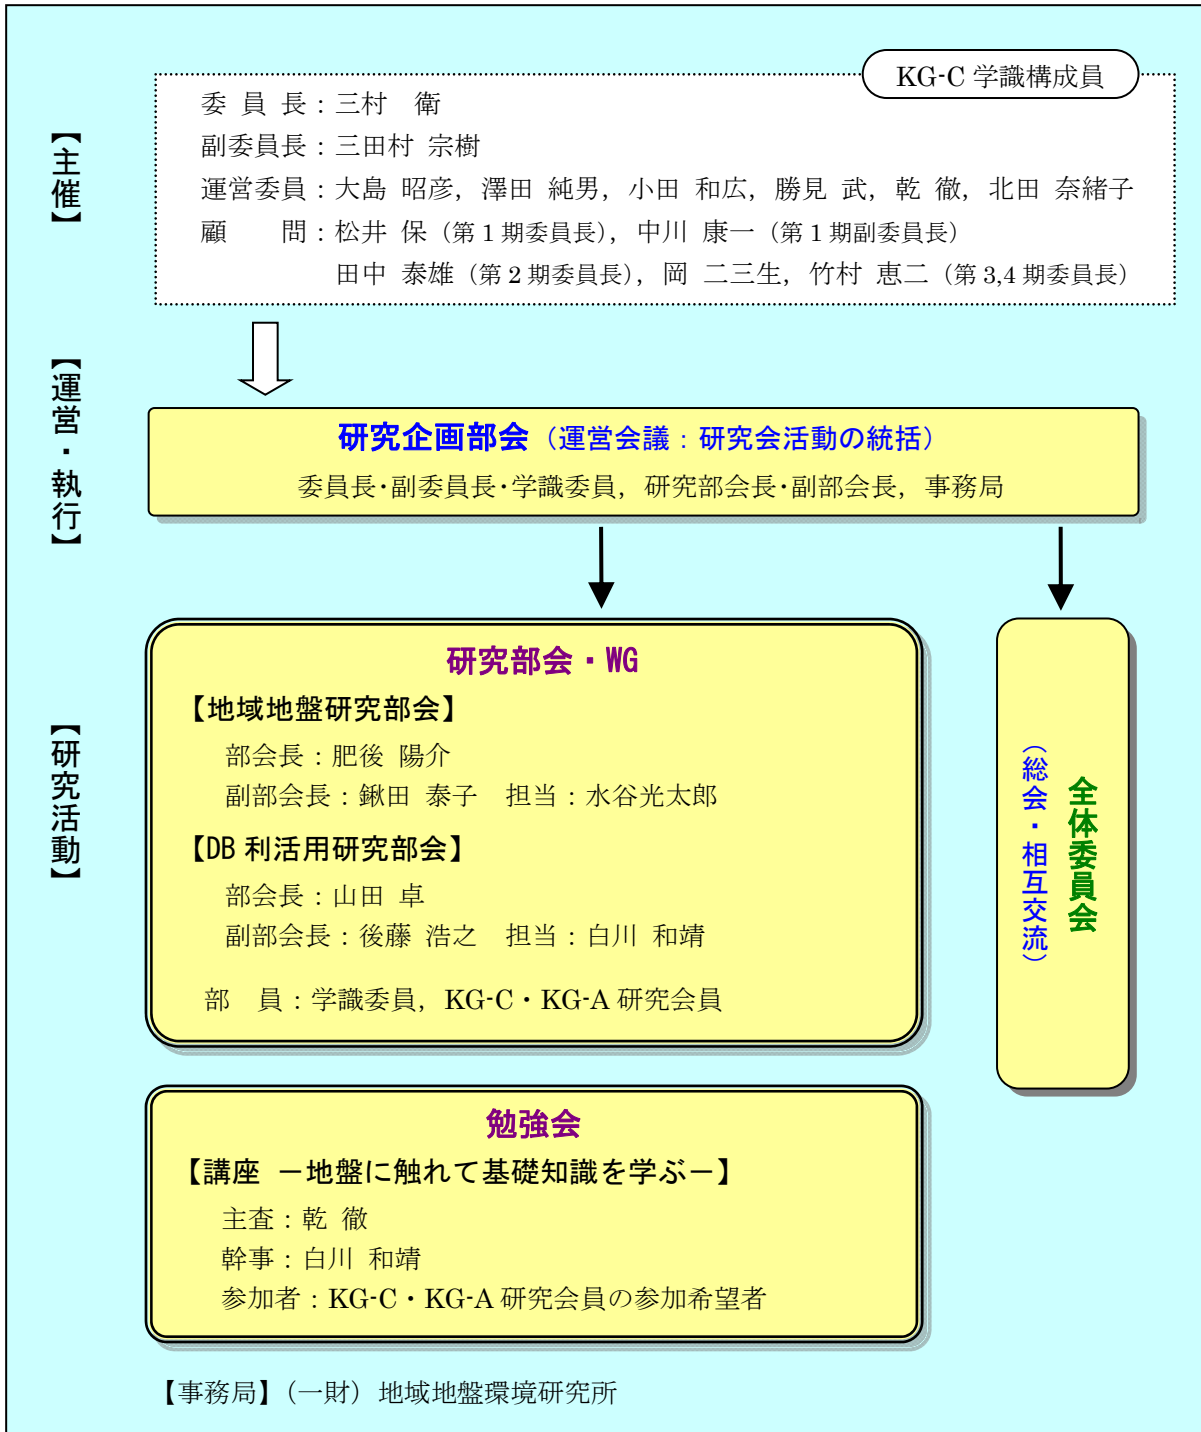 KG-C 学識構成員
【主催】
委 員 長：三村 衛
副委員長：三田村 宗樹
運営委員：大島 昭彦，澤田 純男，小田 和広，勝見 武，乾 徹，北田 奈緒子
顧　　問：松井 保（第1期委員長），中川 康一（第1期副委員長）
田中 泰雄（第2期委員長），岡 二三生，竹村 恵二（第3,4期委員長）
【運営・執行】
研究企画部会（運営会議：研究会活動の統括）
委員長・副委員長・学識委員，研究部会長・副部会長，事務局
【研究活動】
研究部会・WG
【地域地盤研究部会】
部会長：肥後 陽介
副部会長：鍬田 泰子　担当：水谷光太郎
【DB利活用研究部会】
部会長：山田 卓
副部会長：後藤 浩之　担当：白川 和靖
部　員：学識委員，KG-C・KG-A研究会員
全体委員会
（総会・相互交流）
勉強会
【講座 －地盤に触れて基礎知識を学ぶ－】
主査：乾 徹
幹事：白川 和靖
参加者：KG-C・KG-A研究会員の参加希望者
【事務局】（一財）地域地盤環境研究所